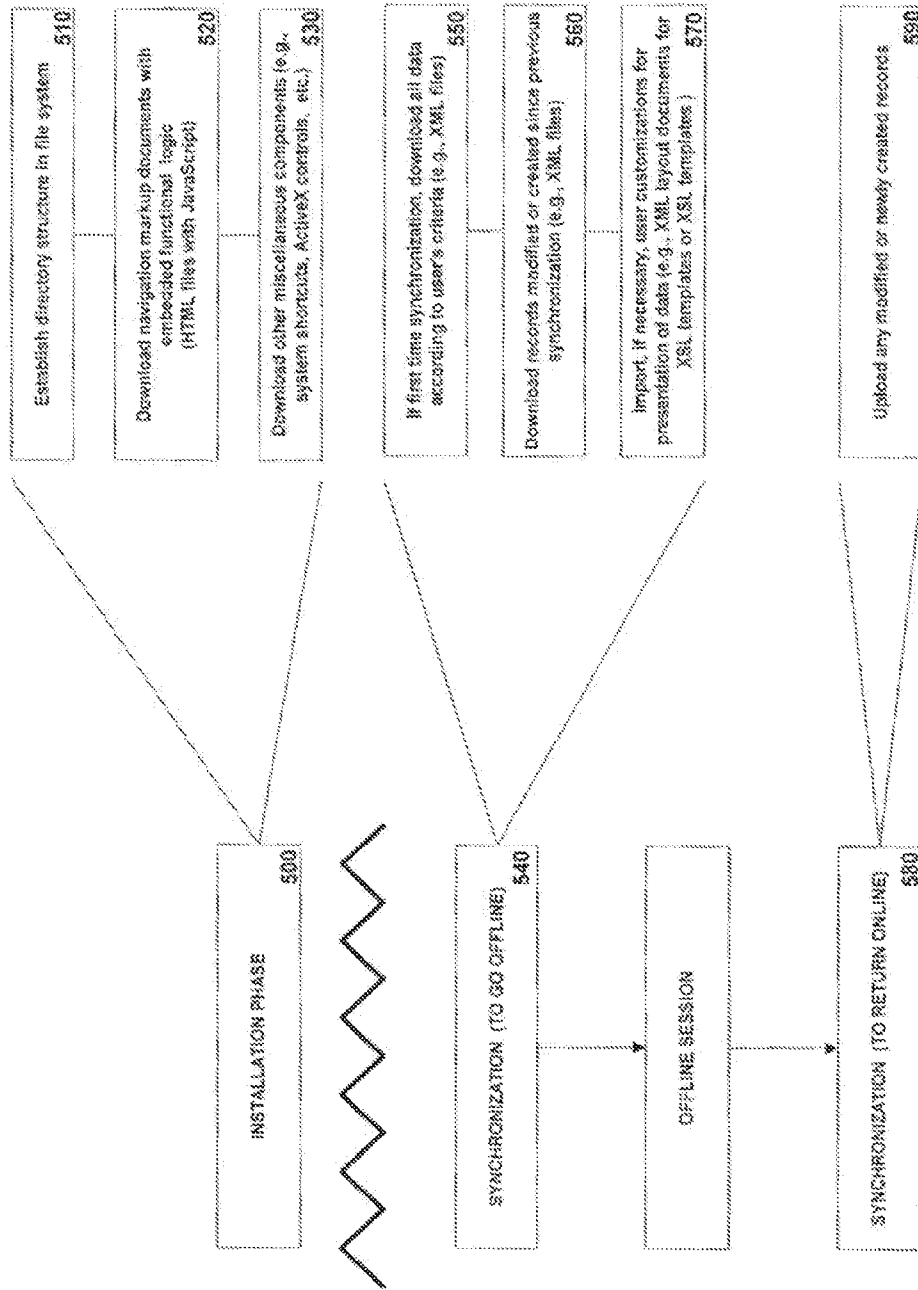 INSTALLATION PHASE
500
Establish directory structure in file system
510
Download navigation markup documents with
embedded functional logic
(HTML files with JavaScript)
520
Download other miscellaneous components (e.g.,
system shortcuts, ActiveX controls, etc.)
530
SYNCHRONIZATION (TO GO OFFLINE)
540
If first time synchronization, download all data
according to user's criteria (e.g., XML files)
550
Download records modified or created since previous
synchronization (e.g., XML files)
560
Import, if necessary, user customizations for
presentation of data (e.g., XML layout documents for
XSL templates or XSL templates )
570
OFFLINE SESSION
SYNCHRONIZATION (TO RETURN ONLINE)
580
Upload any modified or newly created records
590